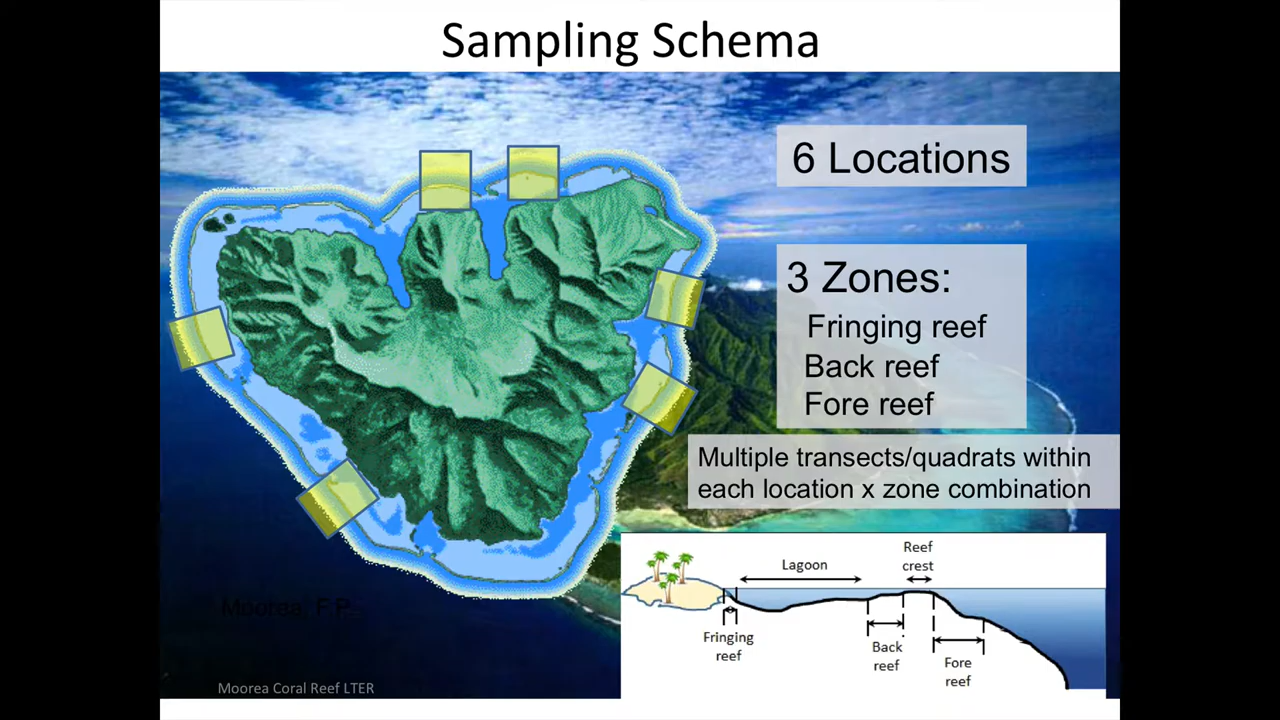 Sampling Schema
6 Locations
3 Zones:
Fringing reef
Back reef
Fore reef
Multiple transects/quadrats within
each location x zone combination
Reef
crest
Lagoon
Fringing
reef
Back
reef
Fore
reef
Moorea, F.P.
Moorea Coral Reef LTER